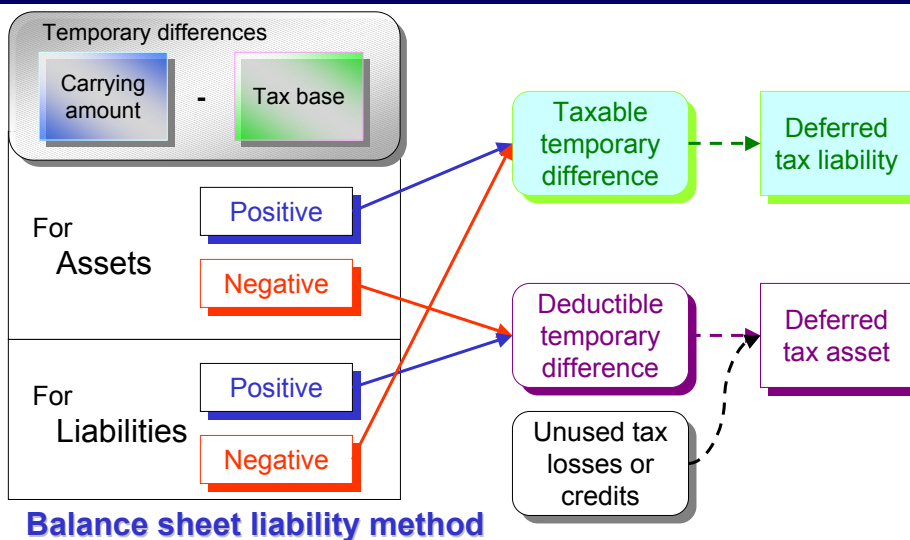 Temporary differences
Carrying
amount
-
Tax base
For
Assets
Positive
Negative
For
Liabilities
Positive
Negative
Taxable
temporary
difference
Deferred
tax liability
Deductible
temporary
difference
Deferred
tax asset
Unused tax
losses or
credits
Balance sheet liability method